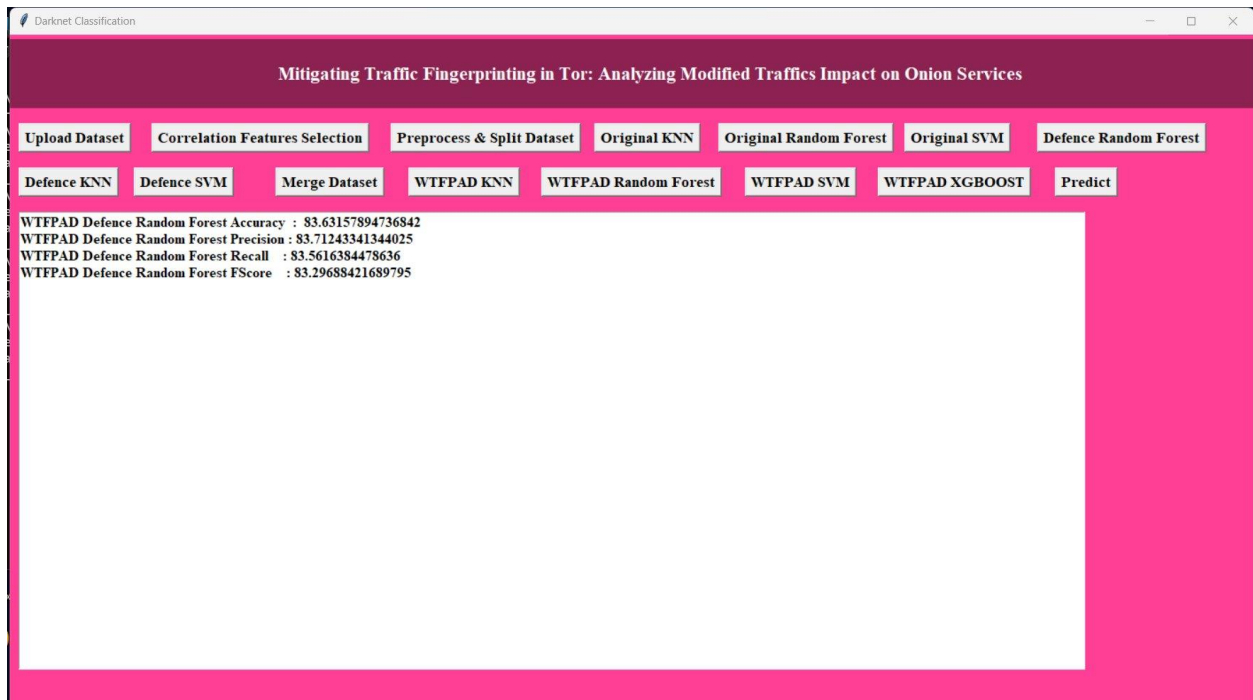 Darknet Classification
Mitigating Traffic Fingerprinting in Tor: Analyzing Modified Traffics Impact on Onion Services
Upload Dataset Correlation Features Selection Preprocess & Split Dataset Original KNN Original Random Forest Original SVM Defence Random Forest
Defence KNN Defence SVM Merge Dataset WTFPAD KNN WTFPAD Random Forest WTFPAD SVM WTFPAD XGBOOST Predict
WTFPAD Defence Random Forest Accuracy : 83.63157894736842
WTFPAD Defence Random Forest Precision : 83.71243341344025
WTFPAD Defence Random Forest Recall : 83.5616384478636
WTFPAD Defence Random Forest FScore : 83.29688421689795